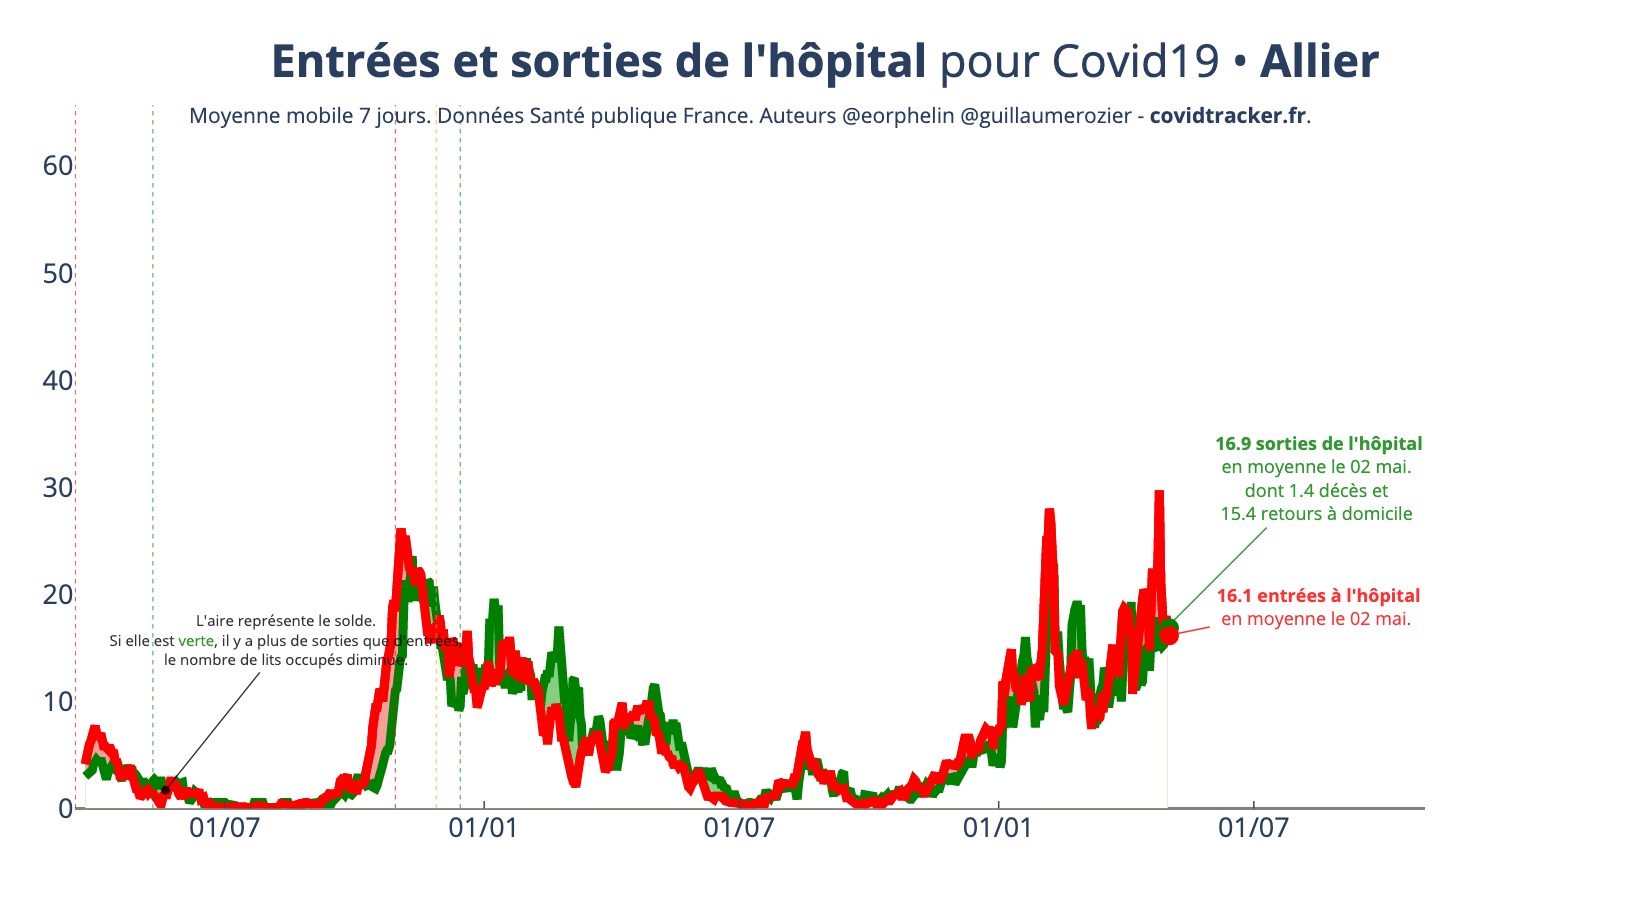 Entrées et sorties de l'hôpital pour Covid19 • Allier
Moyenne mobile 7 jours. Données Santé publique France. Auteurs @eorphelin @guillaumerozier - covidtracker.fr.
60
50
40
30
20
10
0
16.9 sorties de l'hôpital
en moyenne le 02 mai.
dont 1.4 décès et
15.4 retours à domicile
16.1 entrées à l'hôpital
en moyenne le 02 mai.
L'aire représente le solde.
Si elle est verte, il y a plus de sorties que d'entrées,
le nombre de lits occupés diminue.
01/07
01/01
01/07
01/01
01/07